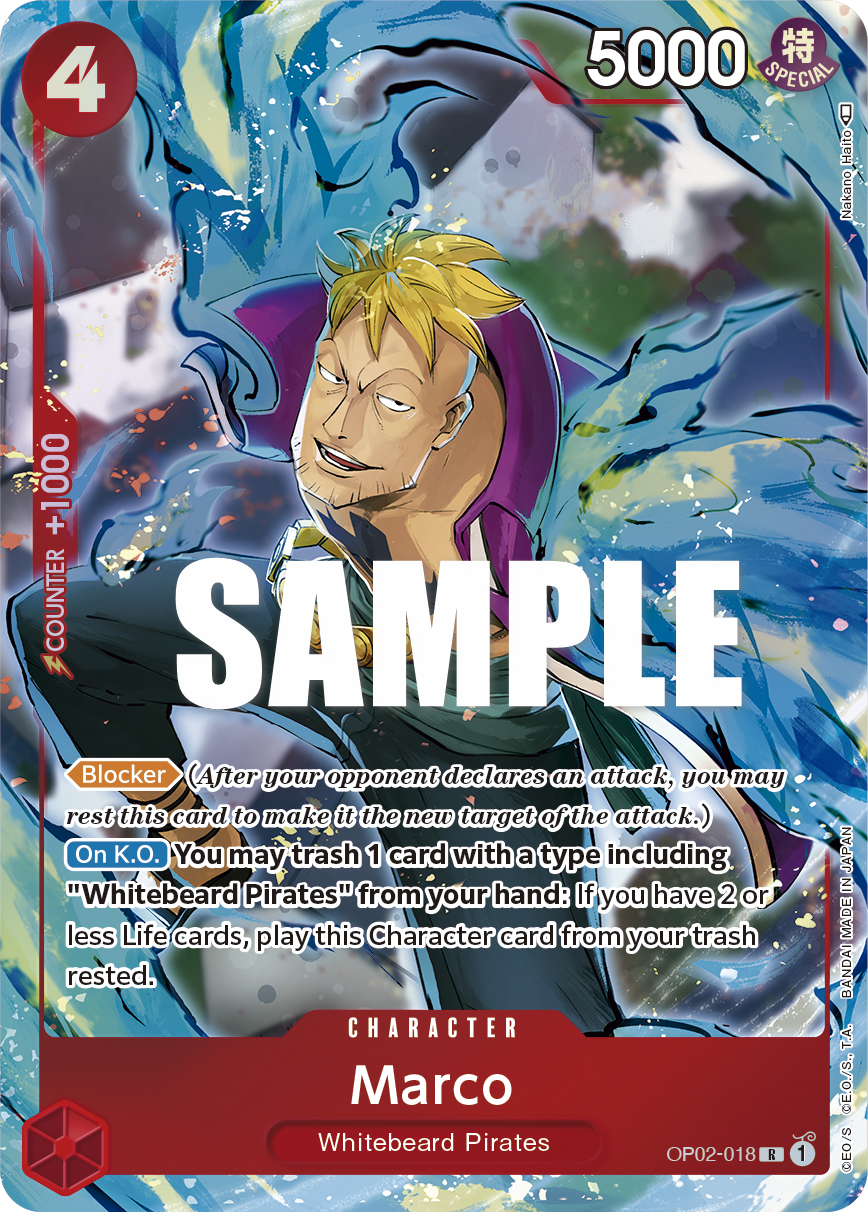 4
5000
特
SPECIAL
Nakano Haito
COUNTER +1000
SAMPLE
Blocker (After your opponent declares an attack, you may
rest this card to make it the new target of the attack.)
On K.O. You may trash 1 card with a type including
"Whitebeard Pirates" from your hand: If you have 2 or
less Life cards, play this Character card from your trash
rested.
CHARACTER
Marco
Whitebeard Pirates
OP02-018 R 1
©EO/S ©E.O./S., T.A. BANDAI MADE IN JAPAN